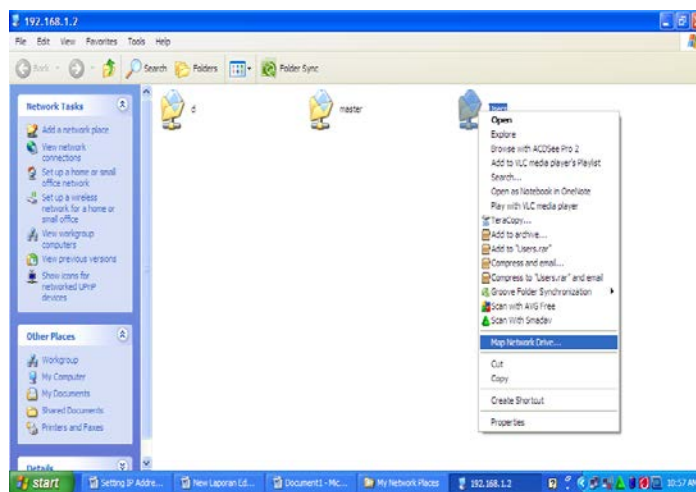 192.168.1.2
File Edit View Favorites Tools Help
Back Search Folders Folder Sync
Network Tasks
Add a network place
View network connections
Set up a home or small office network
Set up a wireless network for a home or small office
View workgroup computers
View previous versions
Show icons for networked UPnP devices
Other Places
Workgroup
My Computer
My Documents
Shared Documents
Printers and Faxes
Details
d
master
Users
Open
Explore
Browse with ACDSee Pro 2
Add to VLC media player's Playlist
Search...
Open as Notebook in OneNote
Play with VLC media player
TeraCopy...
Add to archive...
Add to "Users.rar"
Compress and email...
Compress to "Users.rar" and email
Groove Folder Synchronization
Scan with AVG Free
Scan With Smadav
Map Network Drive...
Cut
Copy
Create Shortcut
Properties
start
Setting IP Addre...
New Laporan Ed...
Document1 - Mic...
My Network Places
192.168.1.2
10:57 AM